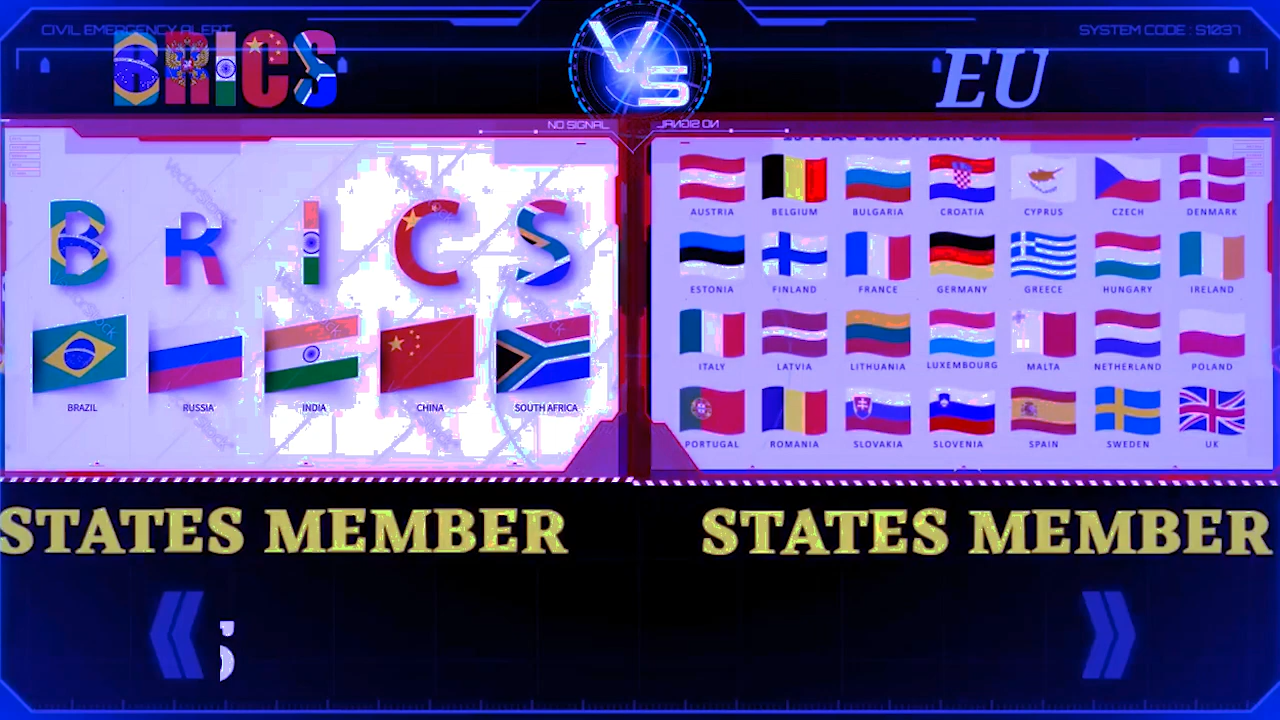 CIVIL EMERGENCY ALERT
SYSTEM CODE : S1037
BRICS
VS
EU
NO SIGNAL
NO SIGNAL
VectorStock
B R I C S
BRAZIL RUSSIA INDIA CHINA SOUTH AFRICA
AUSTRIA BELGIUM BULGARIA CROATIA CYPRUS CZECH DENMARK
ESTONIA FINLAND FRANCE GERMANY GREECE HUNGARY IRELAND
ITALY LATVIA LITHUANIA LUXEMBOURG MALTA NETHERLAND POLAND
PORTUGAL ROMANIA SLOVAKIA SLOVENIA SPAIN SWEDEN UK
STATES MEMBER
STATES MEMBER